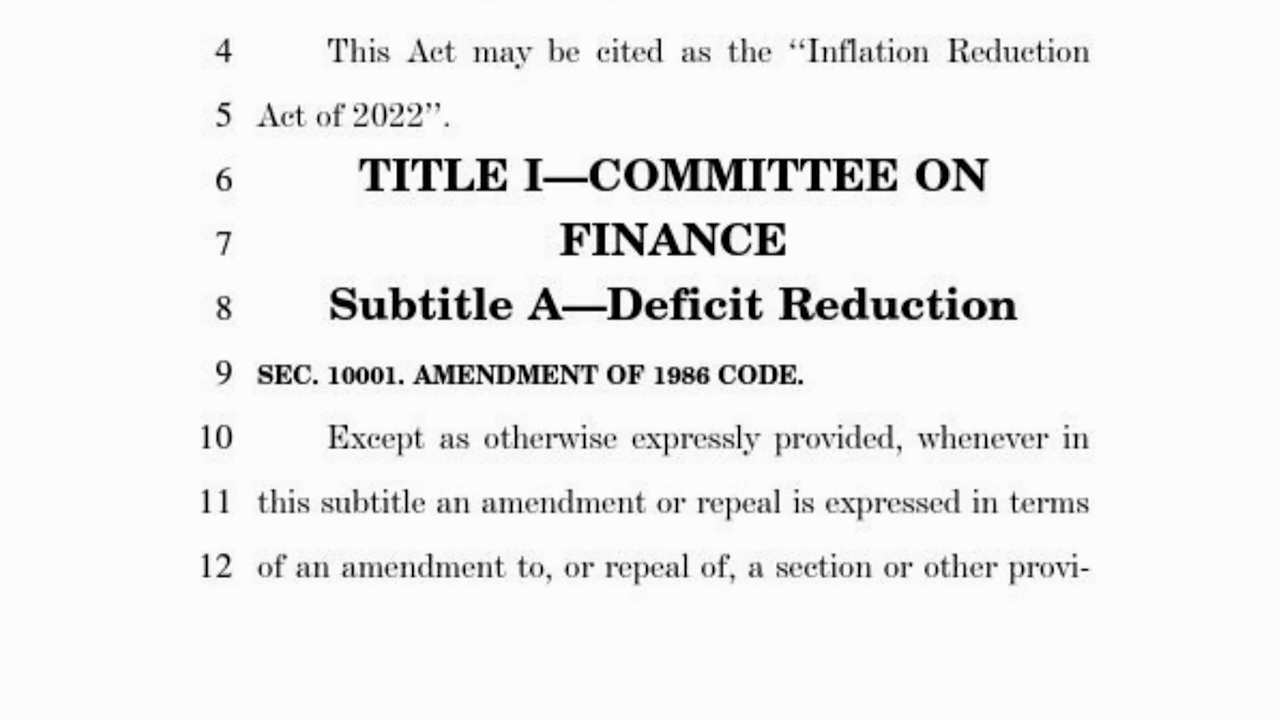 4 This Act may be cited as the ‘‘Inflation Reduction
5 Act of 2022’’.
6 TITLE I—COMMITTEE ON
7 FINANCE
8 Subtitle A—Deficit Reduction
9 SEC. 10001. AMENDMENT OF 1986 CODE.
10 Except as otherwise expressly provided, whenever in
11 this subtitle an amendment or repeal is expressed in terms
12 of an amendment to, or repeal of, a section or other provi-